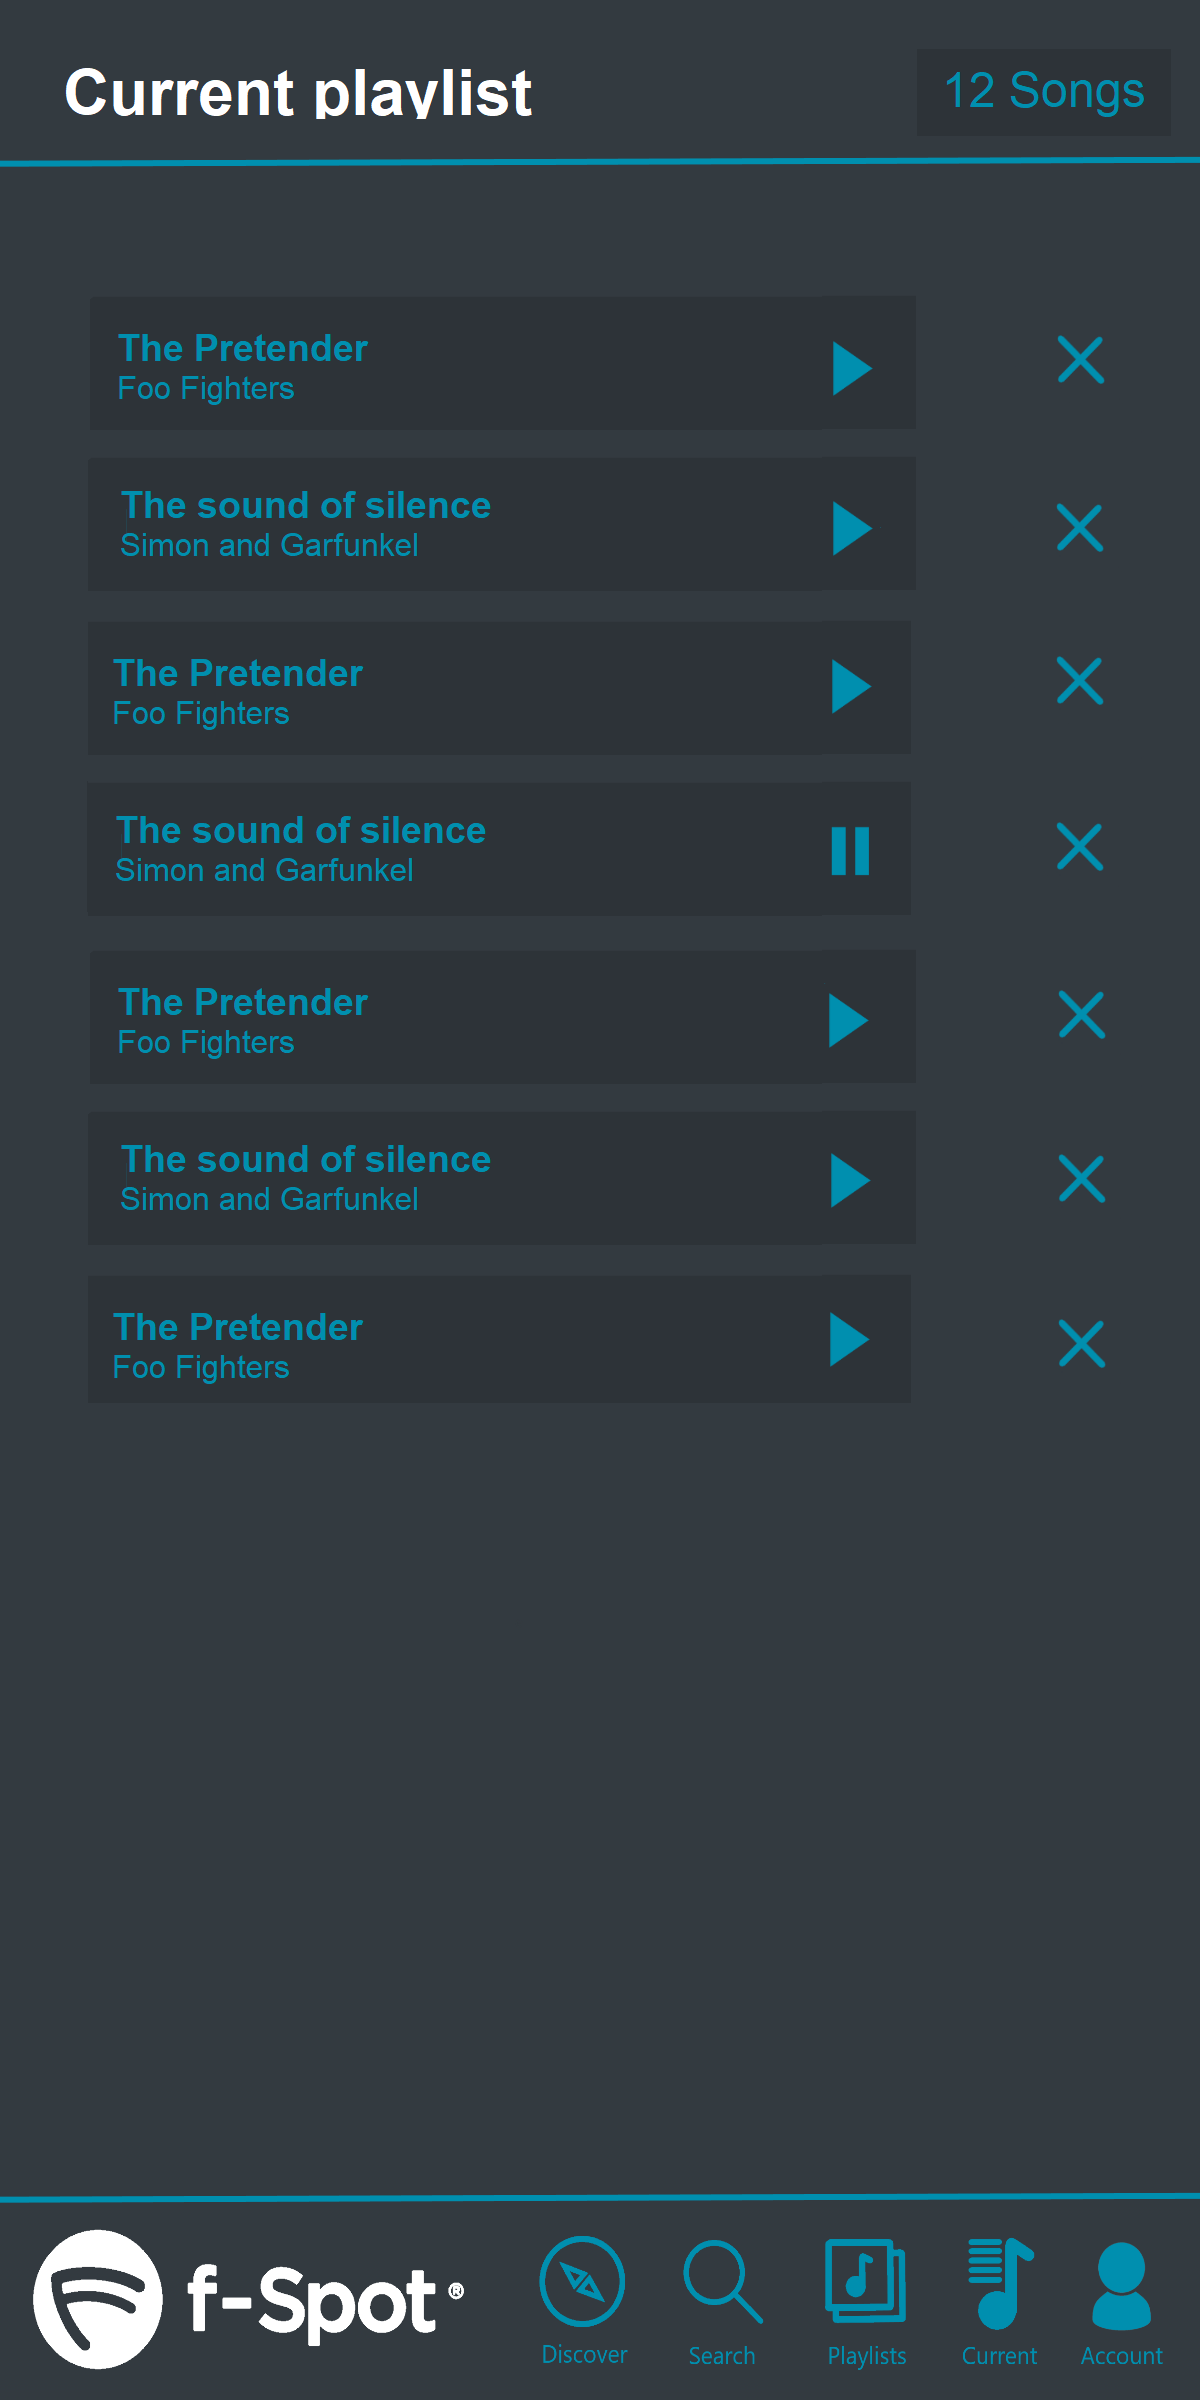 Current playlist
12 Songs
The Pretender
Foo Fighters
The sound of silence
Simon and Garfunkel
The Pretender
Foo Fighters
The sound of silence
Simon and Garfunkel
The Pretender
Foo Fighters
The sound of silence
Simon and Garfunkel
The Pretender
Foo Fighters
f-Spot®
Discover
Search
Playlists
Current
Account